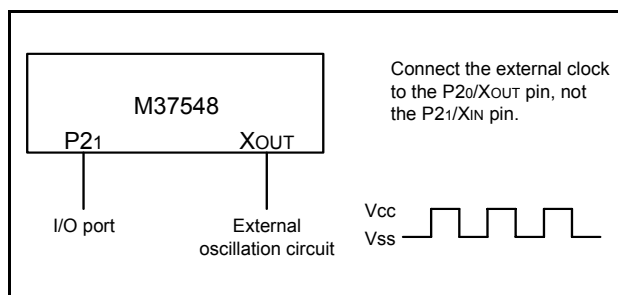 M37548
P21
XOUT
I/O port
External
oscillation circuit
Connect the external clock
to the P20/XOUT pin, not
the P21/XIN pin.
Vcc
Vss